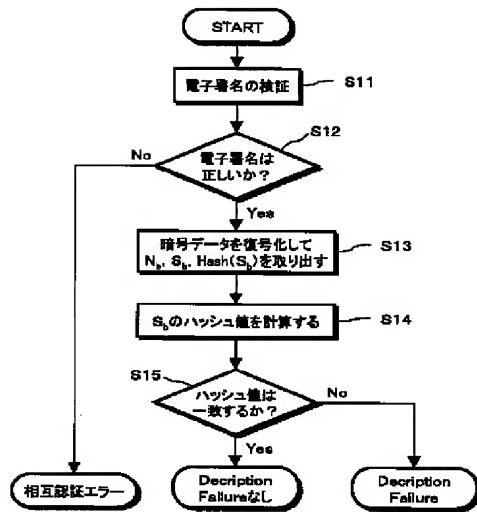 START
電子署名の検証
S11
S12
No
電子署名は
正しいか？
Yes
暗号データを復号化して
Nb、Sb、Hash(Sb)を取り出す
S13
Sbのハッシュ値を計算する
S14
S15
ハッシュ値は
一致するか？
No
Yes
相互認証エラー
Decription
Failureなし
Decription
Failure